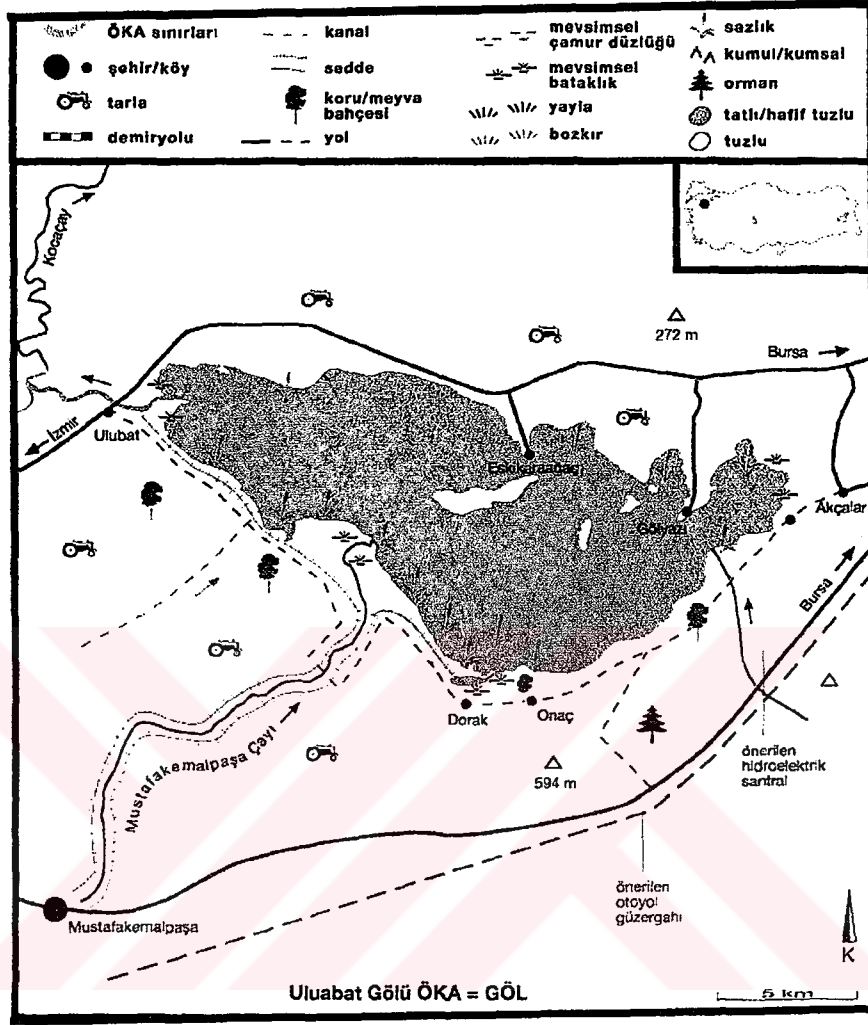 ÖKA sınırları
şehir/köy
tarla
demiryolu
kanal
sedde
koru/meyva
bahçesi
yol
mevsimsel
çamur düzlüğü
mevsimsel
bataklık
yayla
bozkır
sazlık
kumul/kumsal
orman
tatlı/hafif tuzlu
tuzlu
Kocaçay
272 m
Bursa
İzmir
Ulubat
Eskikaraağaç
Gölyazı
Akçalar
Bursa
Dorak
Onaç
Mustafakemalpaşa Çayı
594 m
önerilen
hidroelektrik
santral
önerilen
otoyol
güzergahı
Mustafakemalpaşa
K
Uluabat Gölü ÖKA = GÖL
5 km